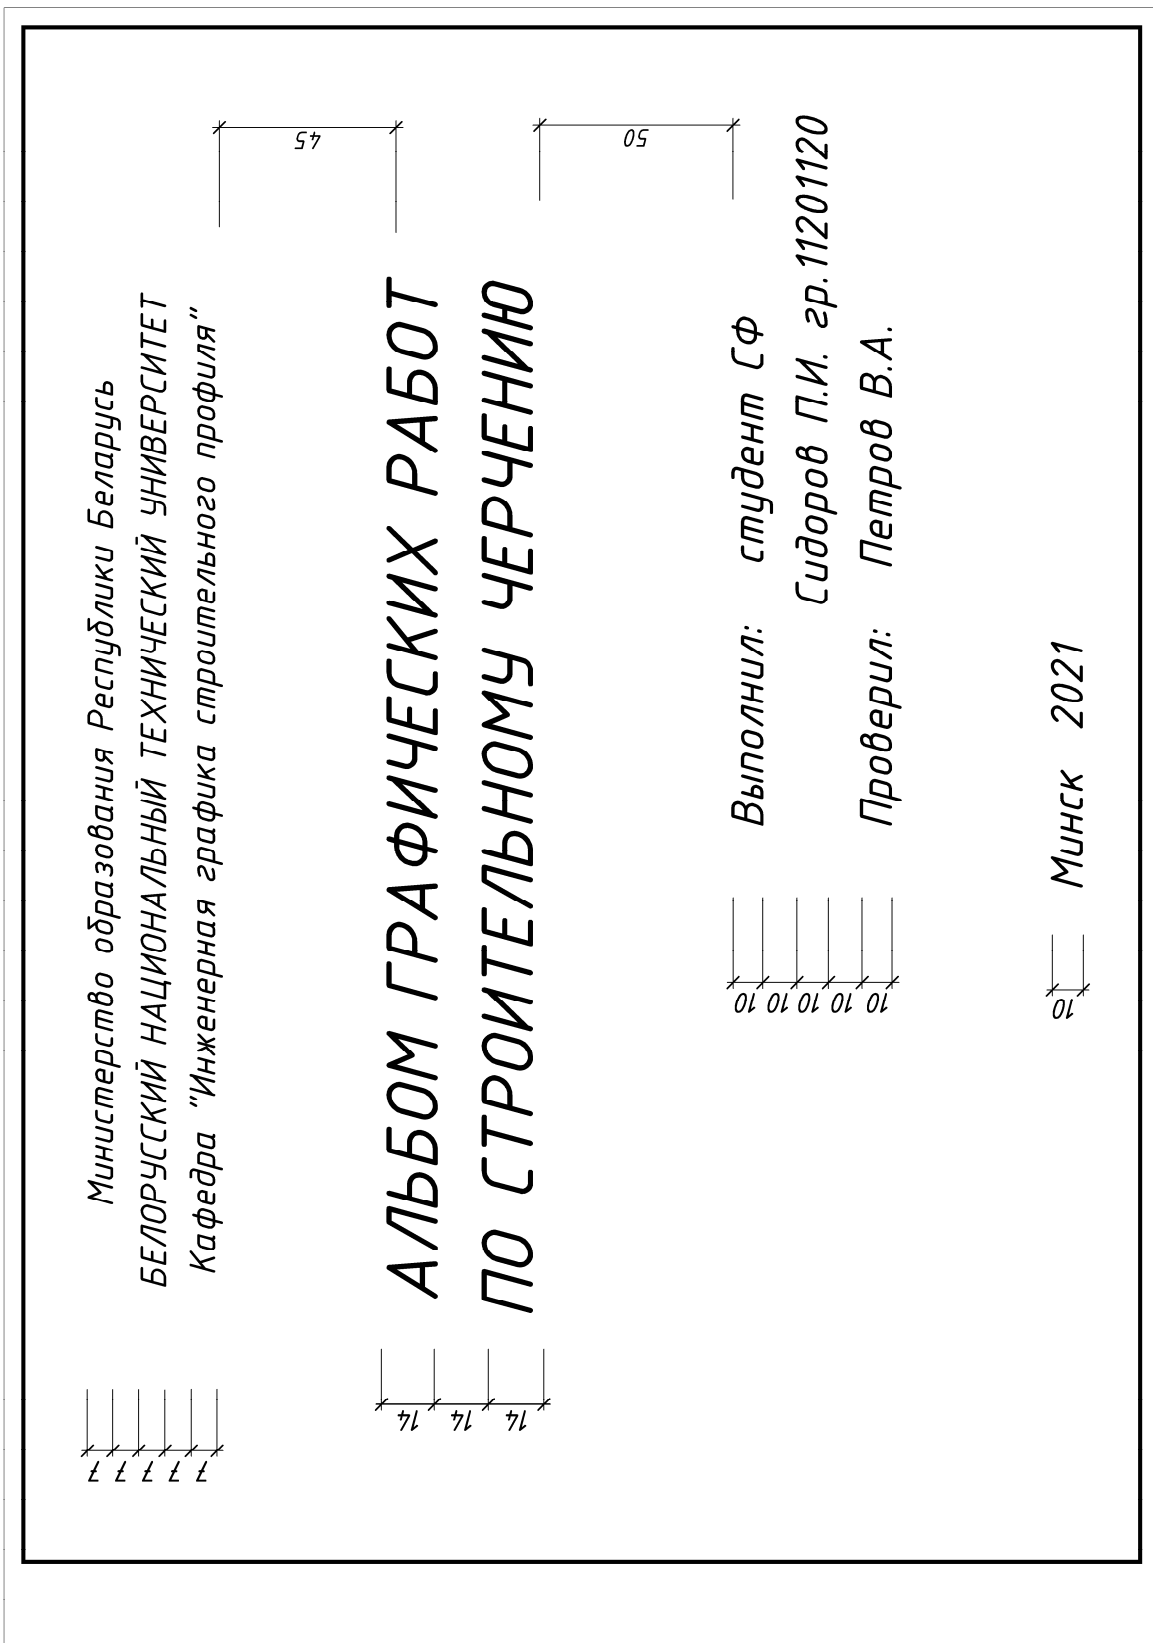 Министерство образования Республики Беларусь
БЕЛОРУССКИЙ НАЦИОНАЛЬНЫЙ ТЕХНИЧЕСКИЙ УНИВЕРСИТЕТ
Кафедра "Инженерная графика строительного профиля"
7
7
7
7
7
45
АЛЬБОМ ГРАФИЧЕСКИХ РАБОТ
ПО СТРОИТЕЛЬНОМУ ЧЕРЧЕНИЮ
14
14
14
50
Выполнил: студент СФ
Сидоров П.И. гр.11201120
Проверил: Петров В.А.
10
10
10
10
10
Минск 2021
10